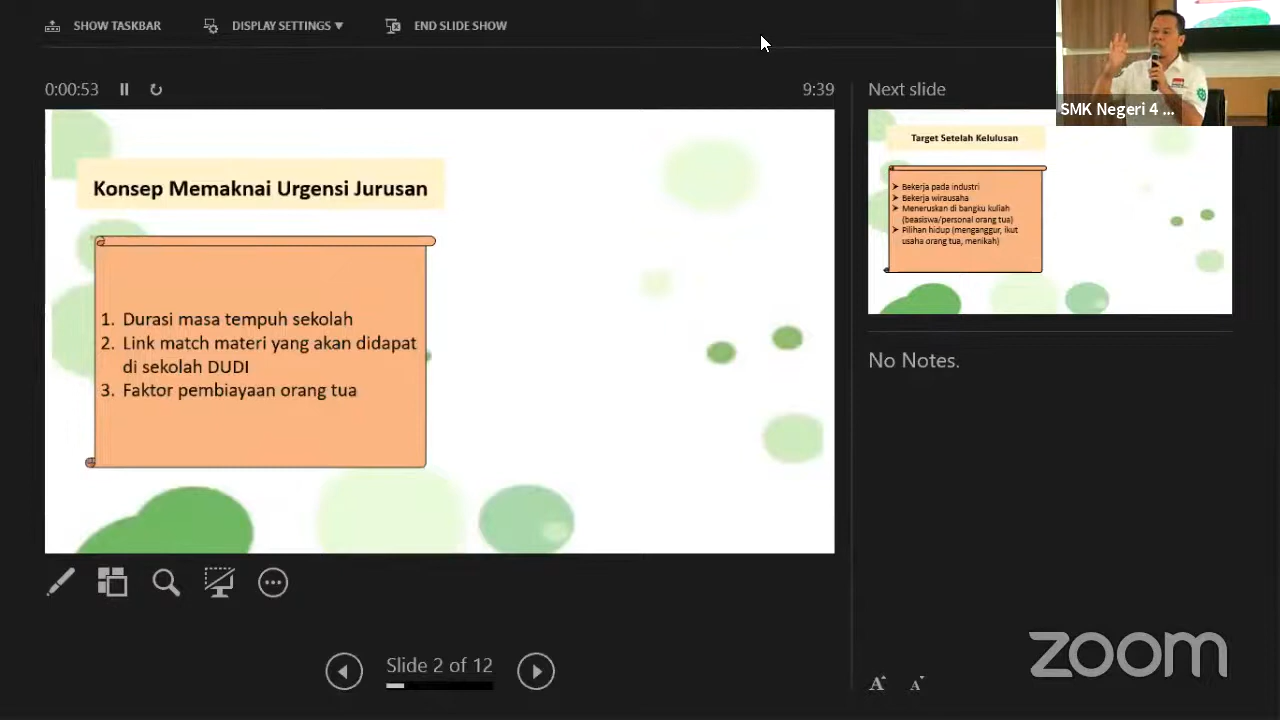 SHOW TASKBAR
DISPLAY SETTINGS ▼
END SLIDE SHOW
0:00:53
9:39
Next slide
SMK Negeri 4 ...
Konsep Memaknai Urgensi Jurusan
1. Durasi masa tempuh sekolah
2. Link match materi yang akan didapat
di sekolah DUDI
3. Faktor pembiayaan orang tua
Target Setelah Kelulusan
➤ Bekerja pada industri
➤ Bekerja wirausaha
➤ Meneruskan di bangku kuliah
(beasiswa/personal orang tua)
➤ Pilihan hidup (menganggur, ikut
usaha orang tua, menikah)
No Notes.
Slide 2 of 12
A A
zoom